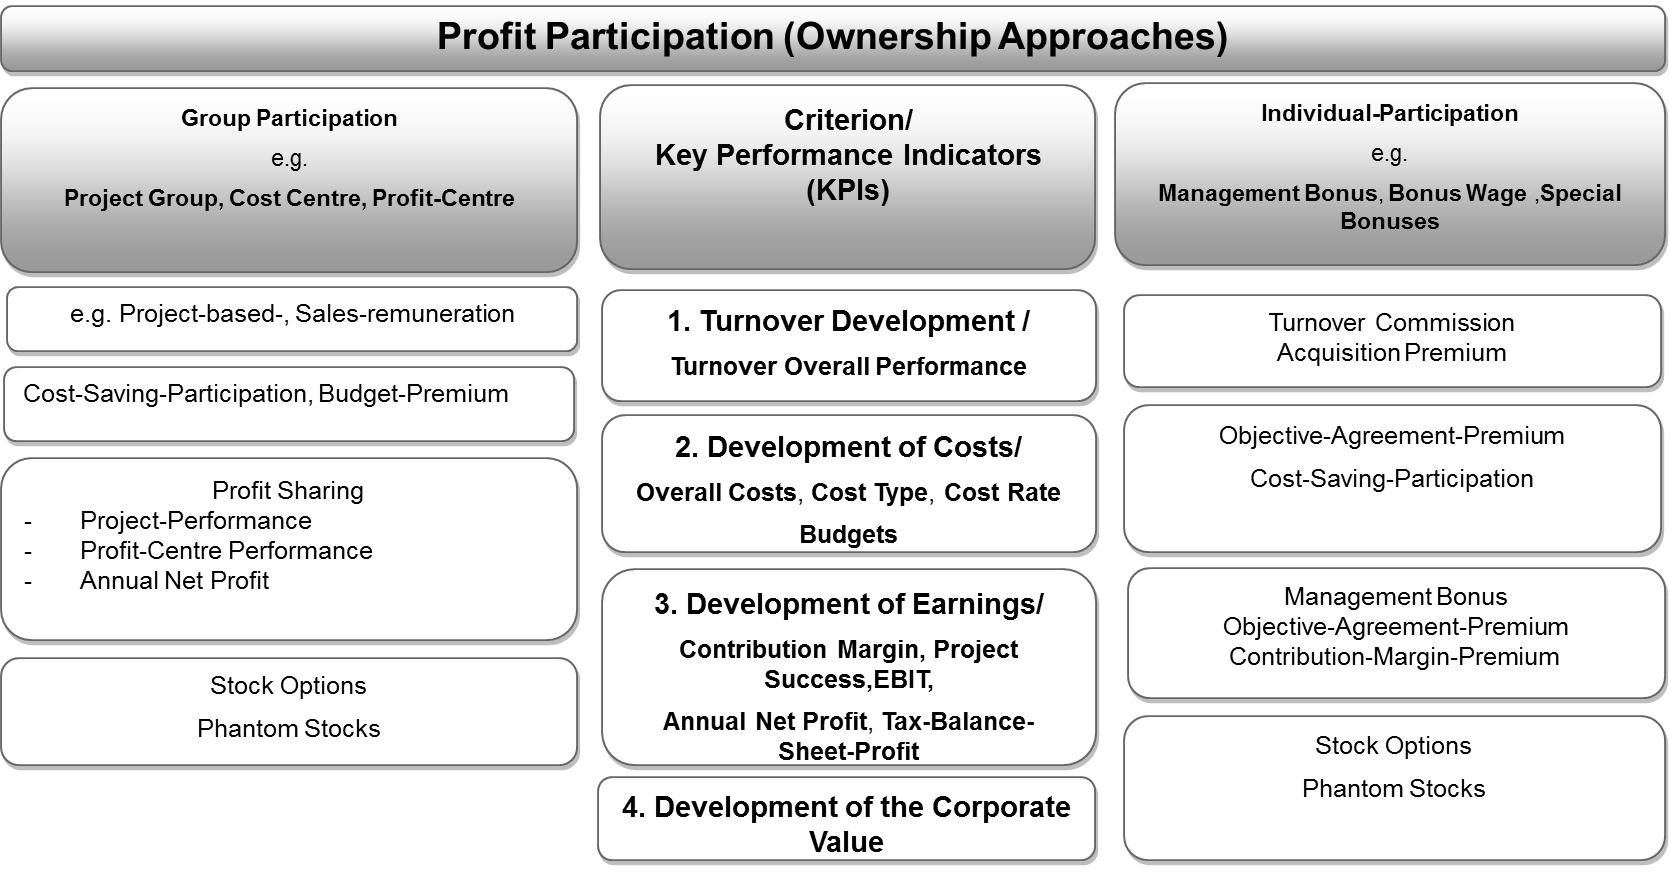 Profit Participation (Ownership Approaches)
Group Participation
e.g.
Project Group, Cost Centre, Profit-Centre
e.g. Project-based-, Sales-remuneration
Cost-Saving-Participation, Budget-Premium
Profit Sharing
- Project-Performance
- Profit-Centre Performance
- Annual Net Profit
Stock Options
Phantom Stocks
Criterion/
Key Performance Indicators
(KPIs)
1. Turnover Development /
Turnover Overall Performance
2. Development of Costs/
Overall Costs, Cost Type, Cost Rate
Budgets
3. Development of Earnings/
Contribution Margin, Project
Success,EBIT,
Annual Net Profit, Tax-Balance-
Sheet-Profit
4. Development of the Corporate
Value
Individual-Participation
e.g.
Management Bonus, Bonus Wage ,Special
Bonuses
Turnover Commission
Acquisition Premium
Objective-Agreement-Premium
Cost-Saving-Participation
Management Bonus
Objective-Agreement-Premium
Contribution-Margin-Premium
Stock Options
Phantom Stocks